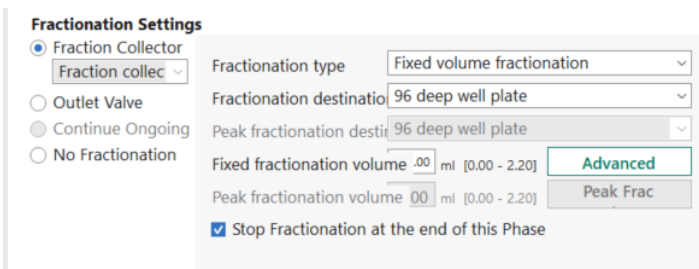 Fractionation Settings
Fraction Collector
Fraction collec
Outlet Valve
Continue Ongoing
No Fractionation
Fractionation type Fixed volume fractionation
Fractionation destinatio 96 deep well plate
Peak fractionation destir 96 deep well plate
Fixed fractionation volume .00 ml [0.00 - 2.20] Advanced
Peak fractionation volume 00 ml [0.00 - 2.20] Peak Frac
Stop Fractionation at the end of this Phase